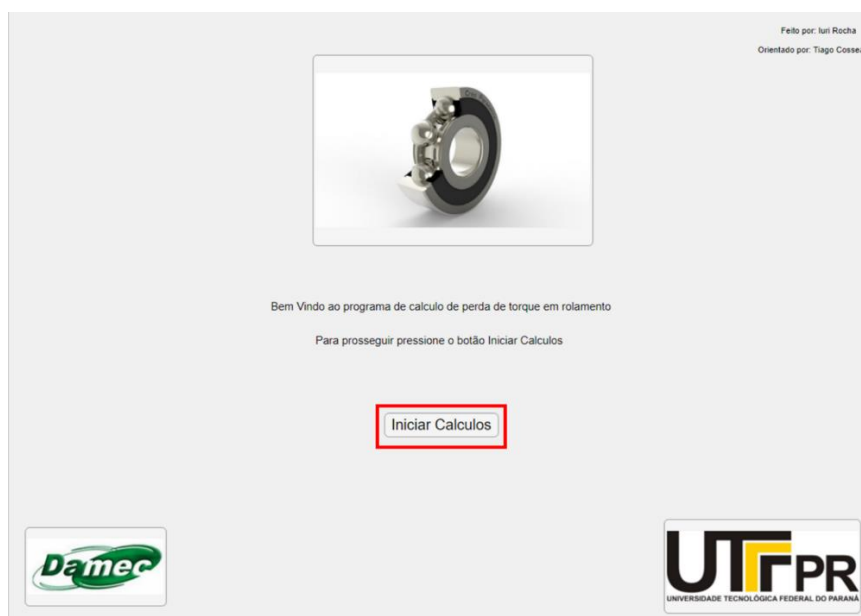 Feito por: Iuri Rocha
Orientado por: Tiago
Bem Vindo ao programa de calculo de perda de torque em rolamento
Para prosseguir pressione o botão Iniciar Calculos
Iniciar Calculos
Damec
UTFPR
UNIVERSIDADE TECNOLÓGICA FEDERAL DO PARANÁ